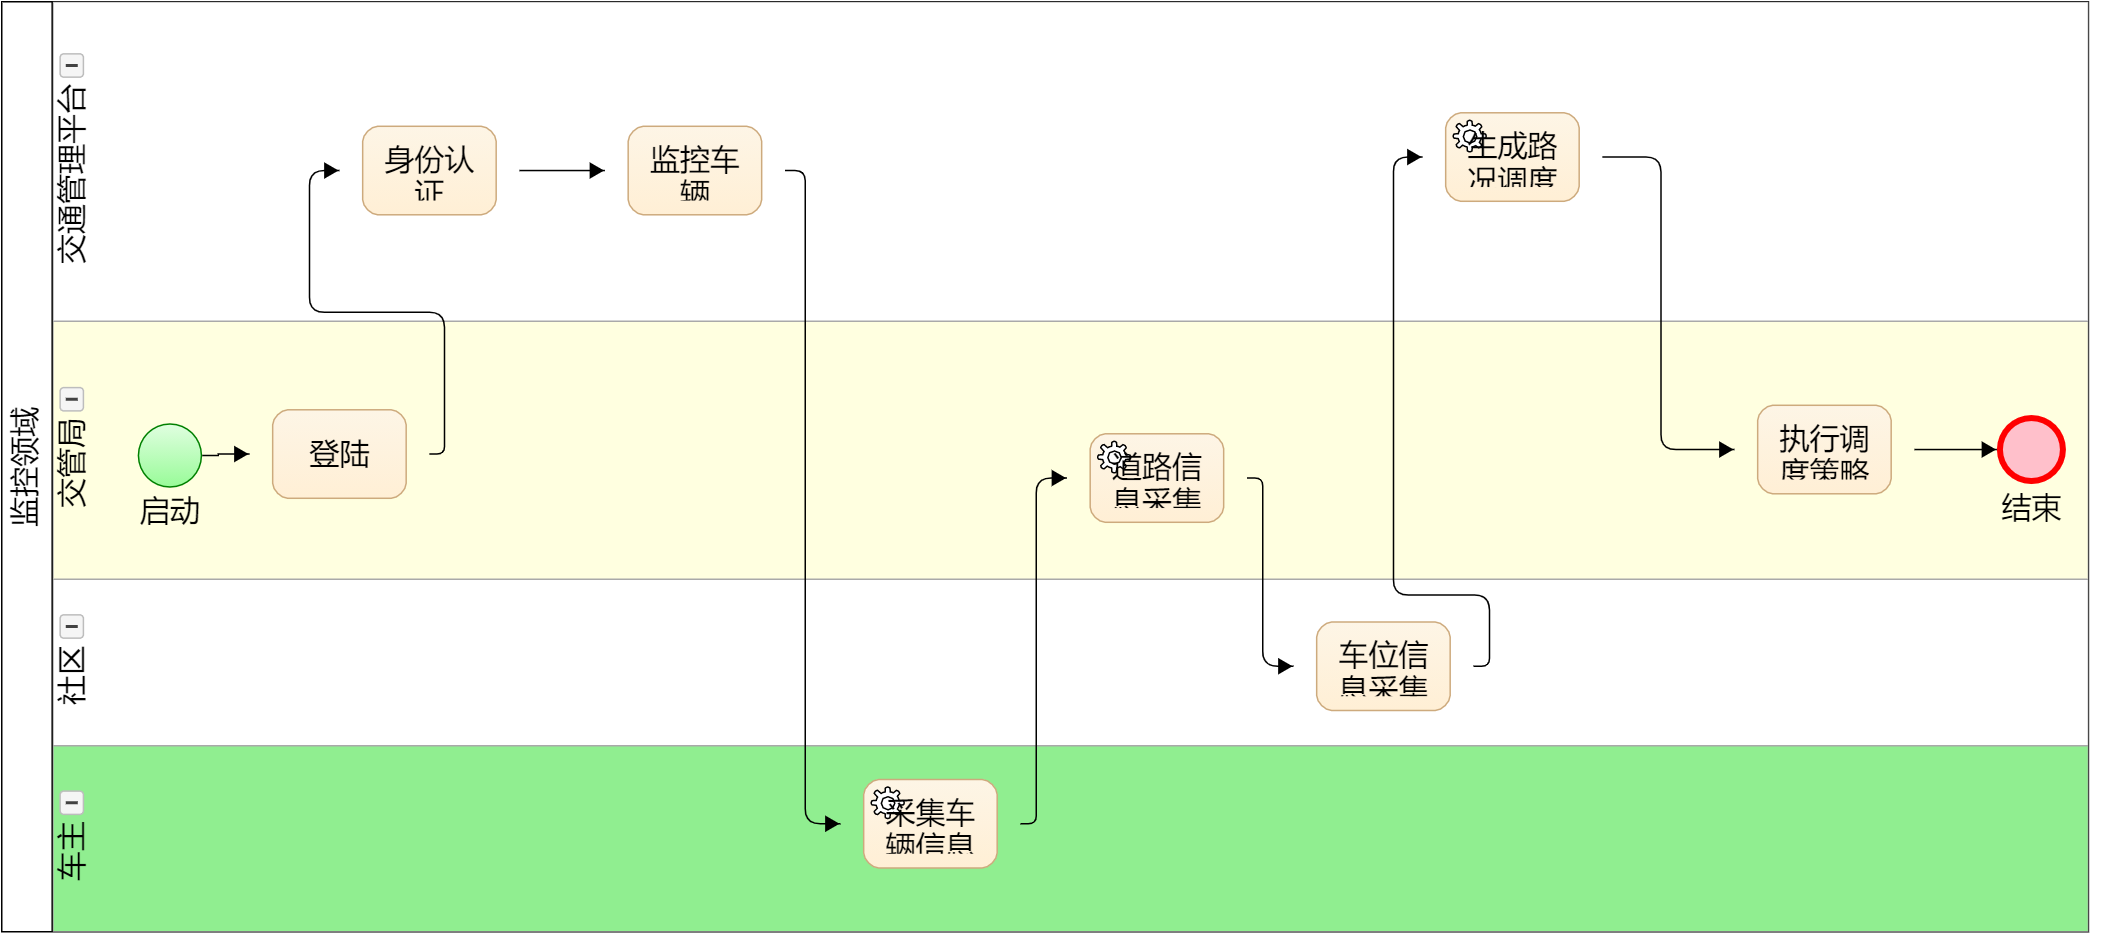 监控领域
交通管理平台
身份认
证
监控车
辆
生成路
况调度
交管局
启动
登陆
道路信
息采集
执行调
度策略
结束
社区
车位信
息采集
车主
采集车
辆信息